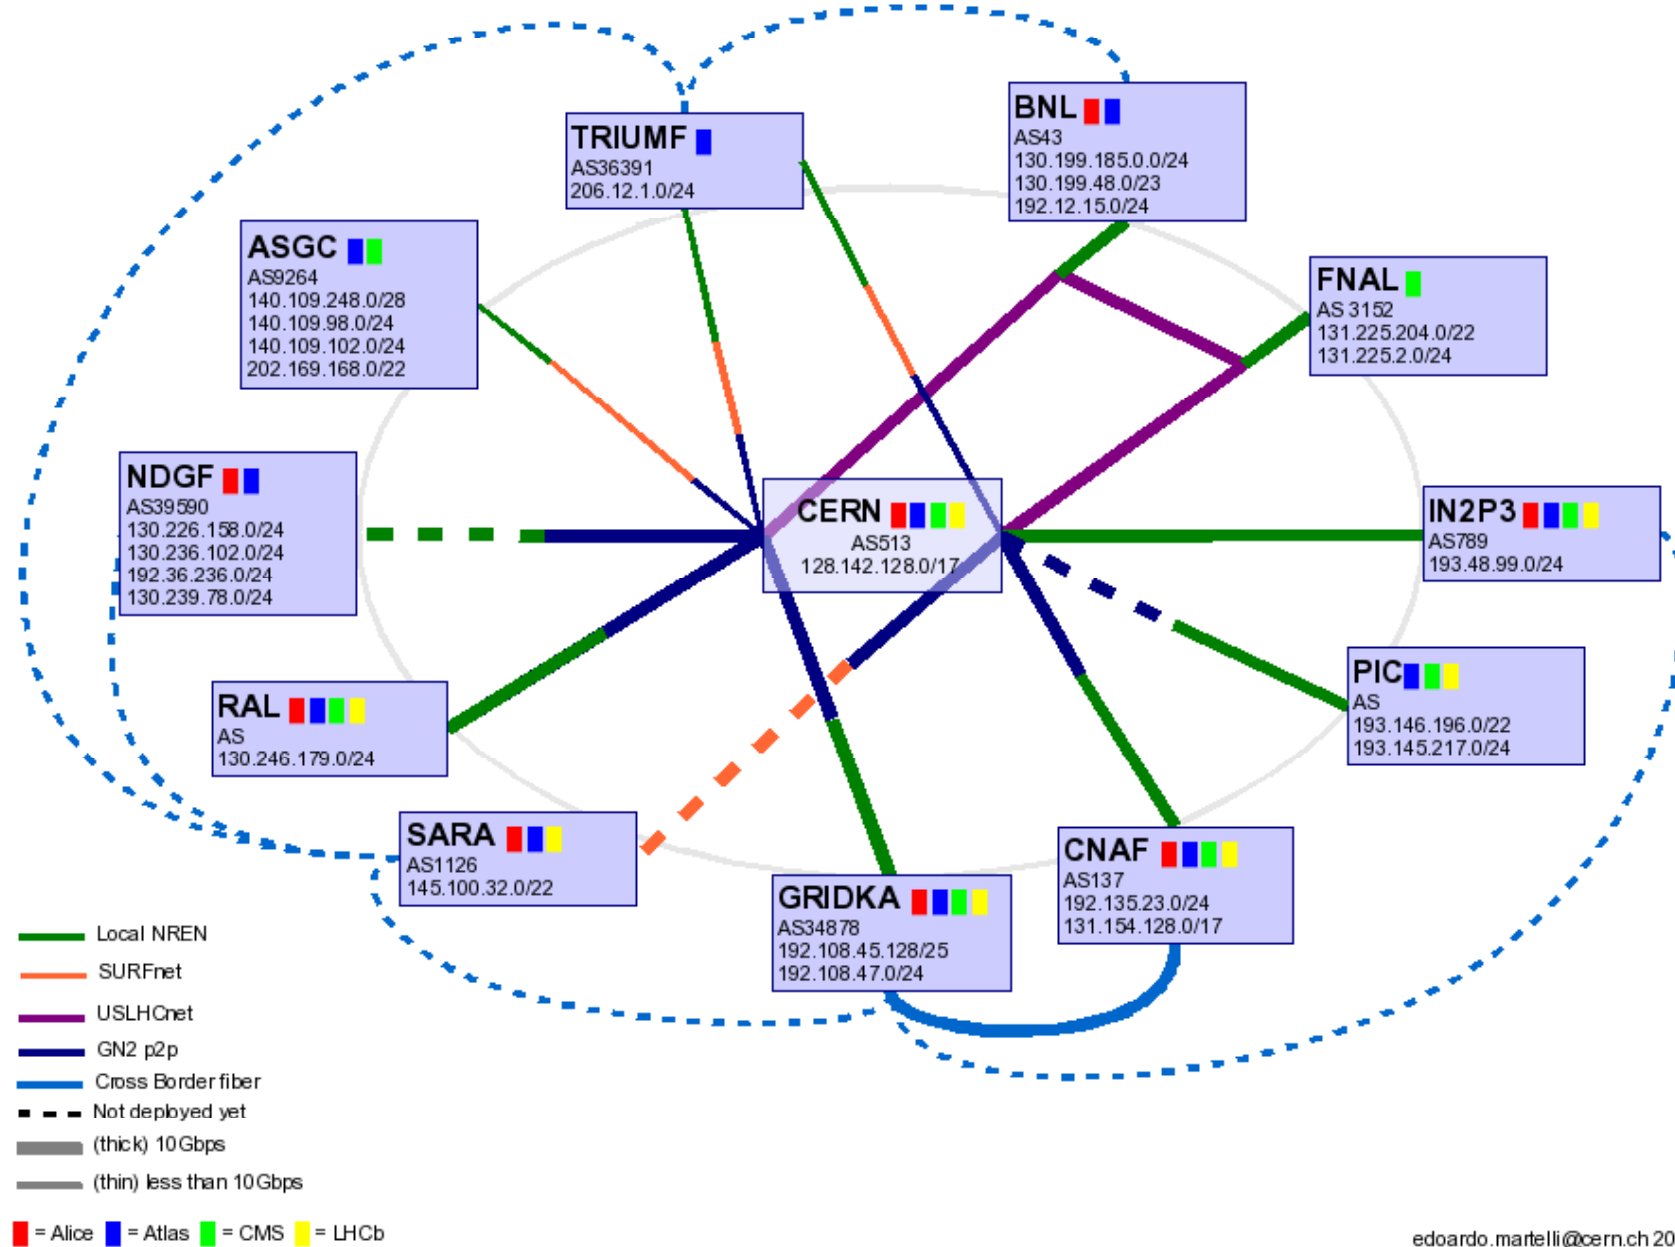 TRIUMF
AS36391
206.12.1.0/24
BNL
AS43
130.199.185.0.0/24
130.199.48.0/23
192.12.15.0/24
ASGC
AS9264
140.109.248.0/28
140.109.98.0/24
140.109.102.0/24
202.169.168.0/22
FNAL
AS 3152
131.225.204.0/22
131.225.2.0/24
NDGF
AS39590
130.226.158.0/24
130.236.102.0/24
192.36.236.0/24
130.239.78.0/24
CERN
AS513
128.142.128.0/17
IN2P3
AS789
193.48.99.0/24
RAL
AS
130.246.179.0/24
PIC
AS
193.146.196.0/22
193.145.217.0/24
SARA
AS1126
145.100.32.0/22
GRIDKA
AS34878
192.108.45.128/25
192.108.47.0/24
CNAF
AS137
192.135.23.0/24
131.154.128.0/17
Local NREN
SURFnet
USLHCnet
GN2 p2p
Cross Border fiber
Not deployed yet
(thick) 10Gbps
(thin) less than 10Gbps
= Alice = Atlas = CMS = LHCb
edoardo.martelli@cern.ch 20